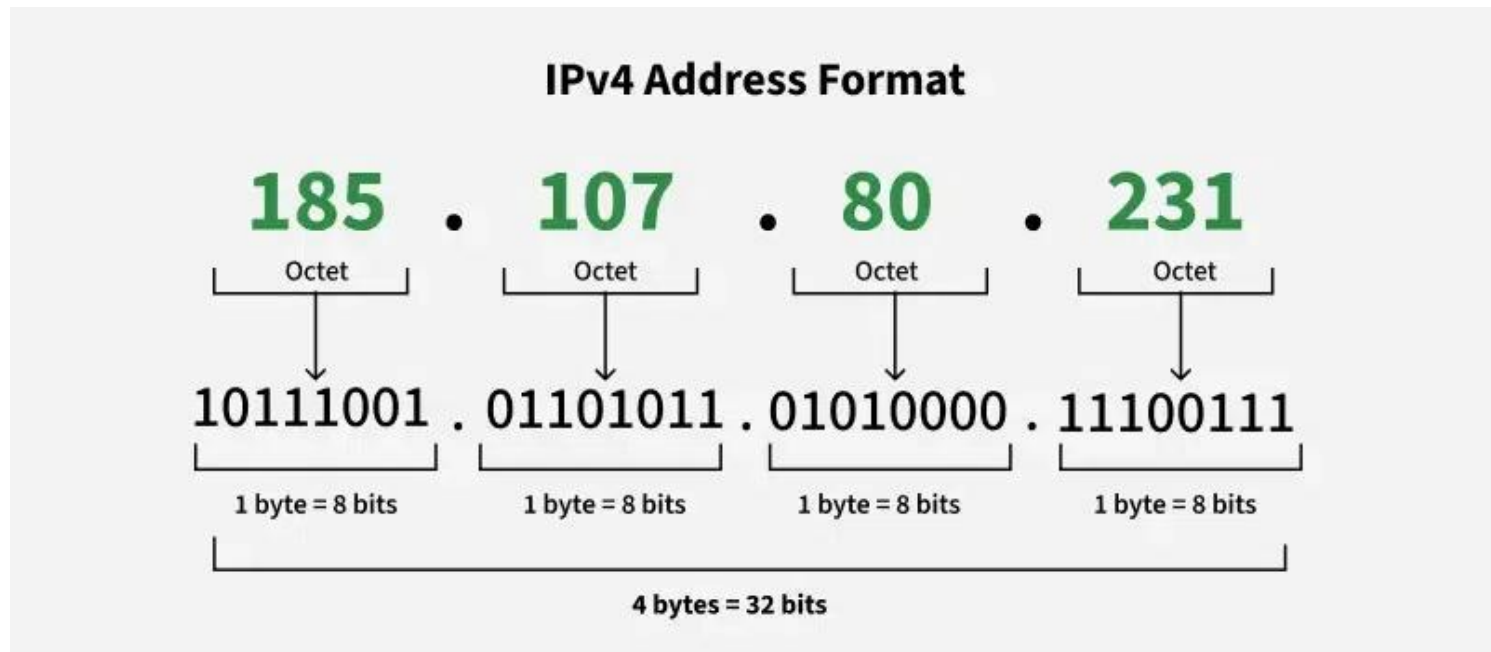 IPv4 Address Format
185 . 107 . 80 . 231
Octet Octet Octet Octet
10111001 . 01101011 . 01010000 . 11100111
1 byte = 8 bits 1 byte = 8 bits 1 byte = 8 bits 1 byte = 8 bits
4 bytes = 32 bits